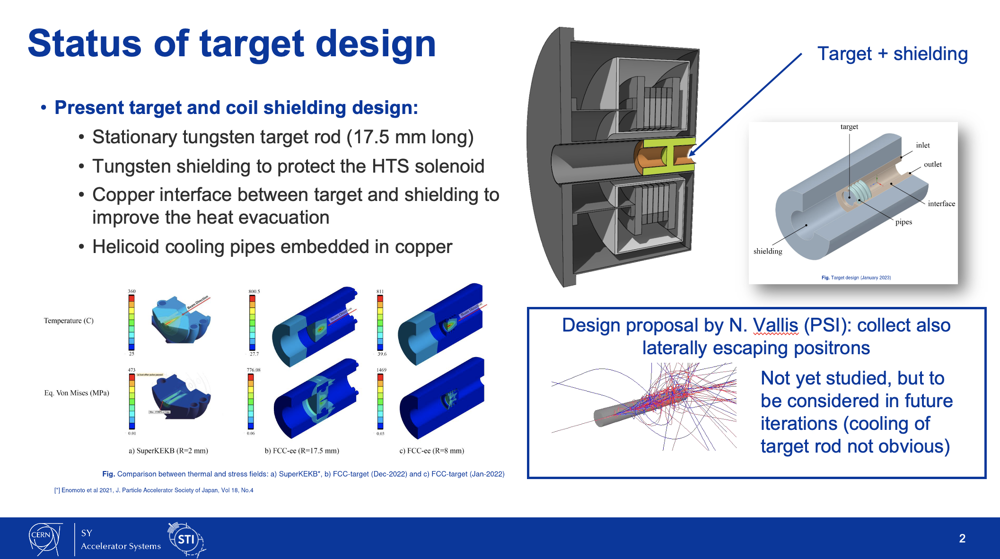 Status of target design
• Present target and coil shielding design:
• Stationary tungsten target rod (17.5 mm long)
• Tungsten shielding to protect the HTS solenoid
• Copper interface between target and shielding to
improve the heat evacuation
• Helicoid cooling pipes embedded in copper
Target + shielding
target
inlet
outlet
interface
pipes
shielding
Fig. Target design (January 2023)
360
Beam Direction
Temperature (C)
25
800.5
Beam Direction
27.7
811
Beam Direction
39.6
473
(a)Just after pulse passed
Eq. Von Mises (MPa)
Max.: 473MPa at Edge
0.01
776.08
0.06
1469
0.03
a) SuperKEKB (R=2 mm)
b) FCC-ee (R=17.5 mm)
c) FCC-ee (R=8 mm)
Fig. Comparison between thermal and stress fields: a) SuperKEKB*, b) FCC-target (Dec-2022) and c) FCC-target (Jan-2022)
[*] Enomoto et al 2021, J. Particle Accelerator Society of Japan, Vol 18, No.4
Design proposal by N. Vallis (PSI): collect also
laterally escaping positrons
Not yet studied, but to
be considered in future
iterations (cooling of
target rod not obvious)
CERN
SY
Accelerator Systems
STI
2